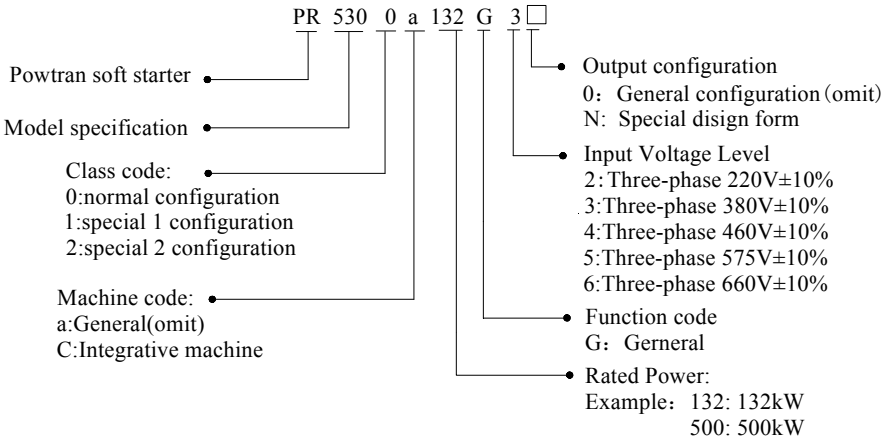 PR 530 0 a 132 G 3□
Powtran soft starter
Model specification
Class code:
0:normal configuration
1:special 1 configuration
2:special 2 configuration
Machine code:
a:General(omit)
C:Integrative machine
Output configuration
0：General configuration（omit）
N: Special disign form
Input Voltage Level
2:Three-phase 220V±10%
3:Three-phase 380V±10%
4:Three-phase 460V±10%
5:Three-phase 575V±10%
6:Three-phase 660V±10%
Function code
G：Gerneral
Rated Power:
Example：132: 132kW
500: 500kW